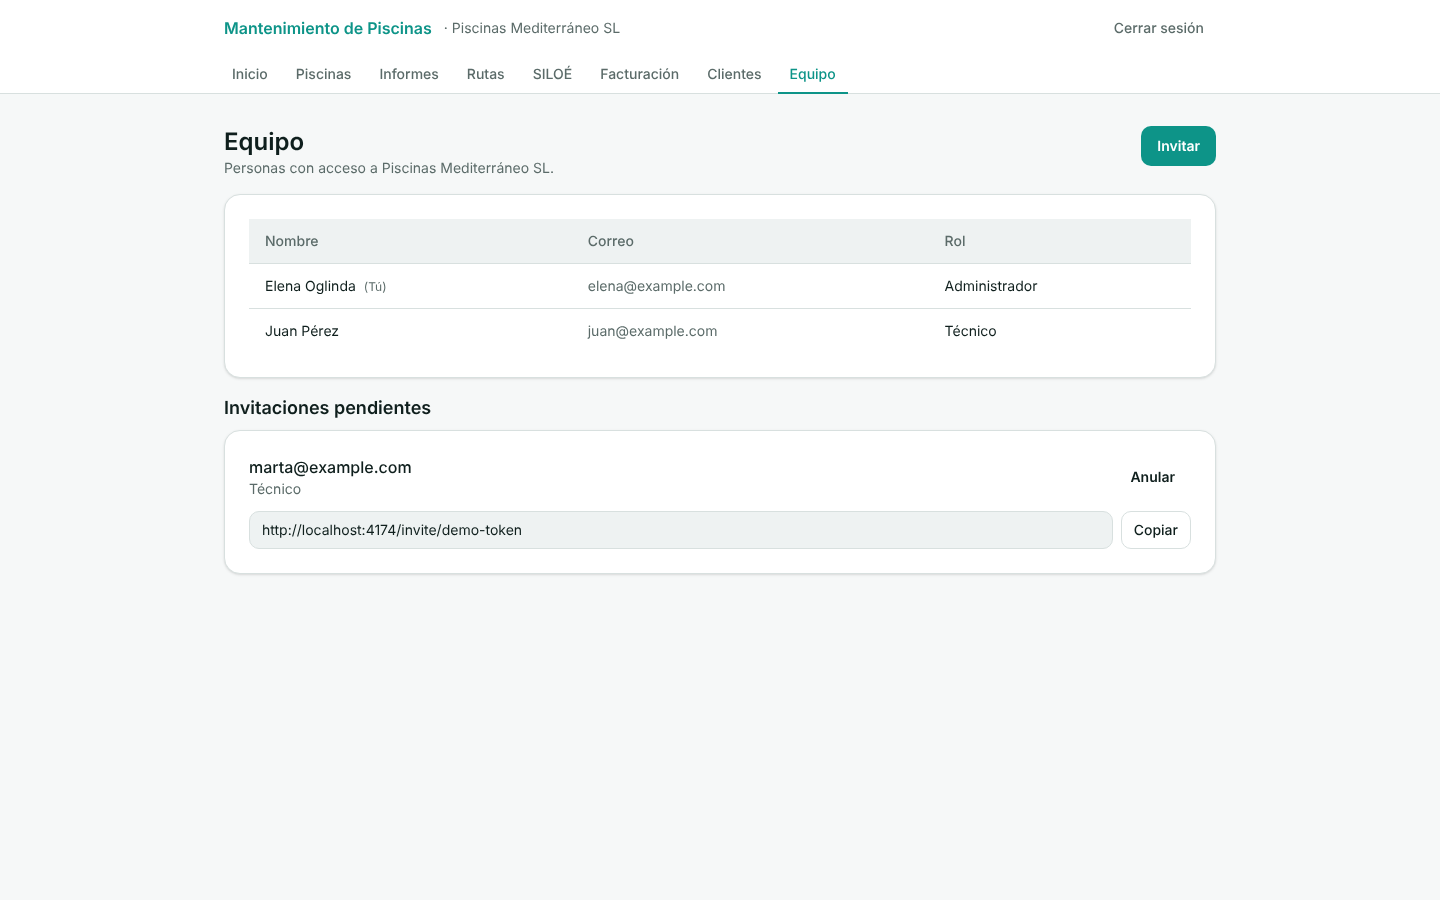 Mantenimiento de Piscinas · Piscinas Mediterráneo SL Cerrar sesión
Inicio Piscinas Informes Rutas SILOÉ Facturación Clientes Equipo
Equipo
Invitar
Personas con acceso a Piscinas Mediterráneo SL.
Nombre Correo Rol
Elena Oglinda (Tú) elena@example.com Administrador
Juan Pérez juan@example.com Técnico
Invitaciones pendientes
marta@example.com
Anular
Técnico
http://localhost:4174/invite/demo-token Copiar